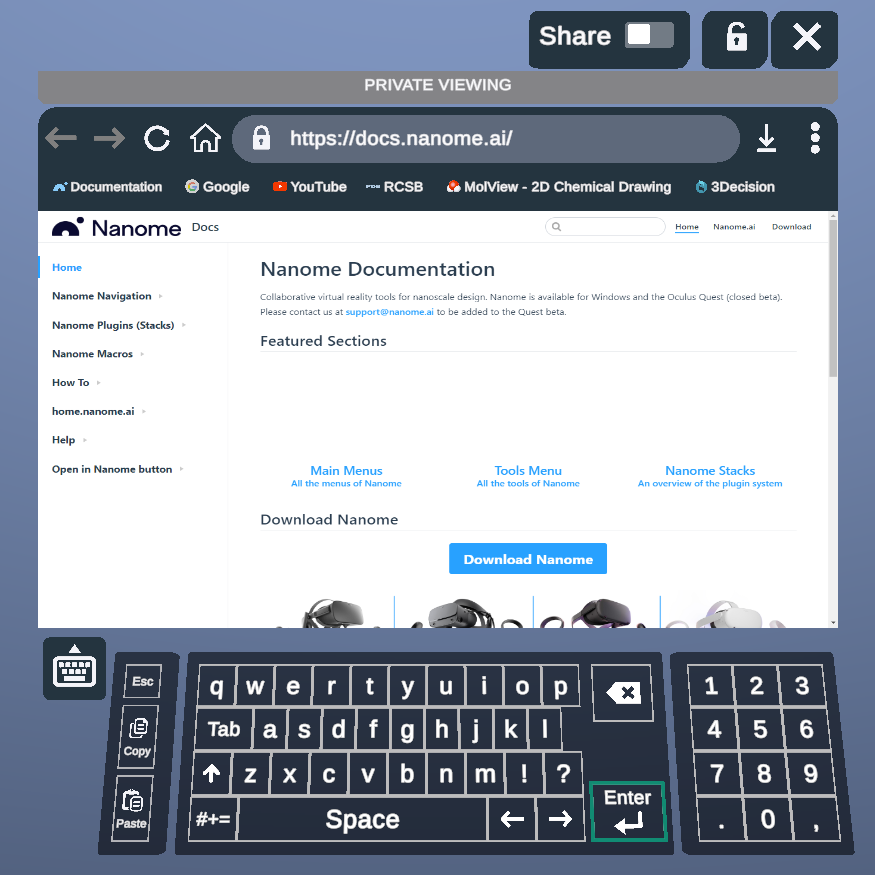 Share
PRIVATE VIEWING
https://docs.nanome.ai/
Documentation Google YouTube RCSB MolView - 2D Chemical Drawing 3Decision
Nanome Docs Home Nanome.ai Download
Home
Nanome Navigation
Nanome Plugins (Stacks)
Nanome Macros
How To
home.nanome.ai
Help
Open in Nanome button
Nanome Documentation
Collaborative virtual reality tools for nanoscale design. Nanome is available for Windows and the Oculus Quest (closed beta).
Please contact us at support@nanome.ai to be added to the Quest beta.
Featured Sections
Main Menus Tools Menu Nanome Stacks
All the menus of Nanome All the tools of Nanome An overview of the plugin system
Download Nanome
Download Nanome
Esc
Copy
Paste
q w e r t y u i o p
Tab a s d f g h j k l
z x c v b n m ! ?
#+= Space
Enter
1 2 3
4 5 6
7 8 9
. 0 ,